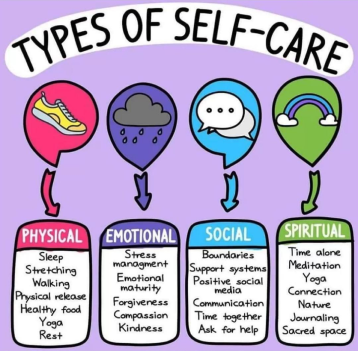 TYPES OF SELF-CARE
PHYSICAL
Sleep
Stretching
Walking
Physical release
Healthy food
Yoga
Rest
EMOTIONAL
Stress
managment
Emotional
maturity
Forgiveness
Compassion
Kindness
SOCIAL
Boundaries
Support systems
Positive social
media
Communication
Time together
Ask for help
SPIRITUAL
Time alone
Meditation
Yoga
Connection
Nature
Journaling
Sacred space